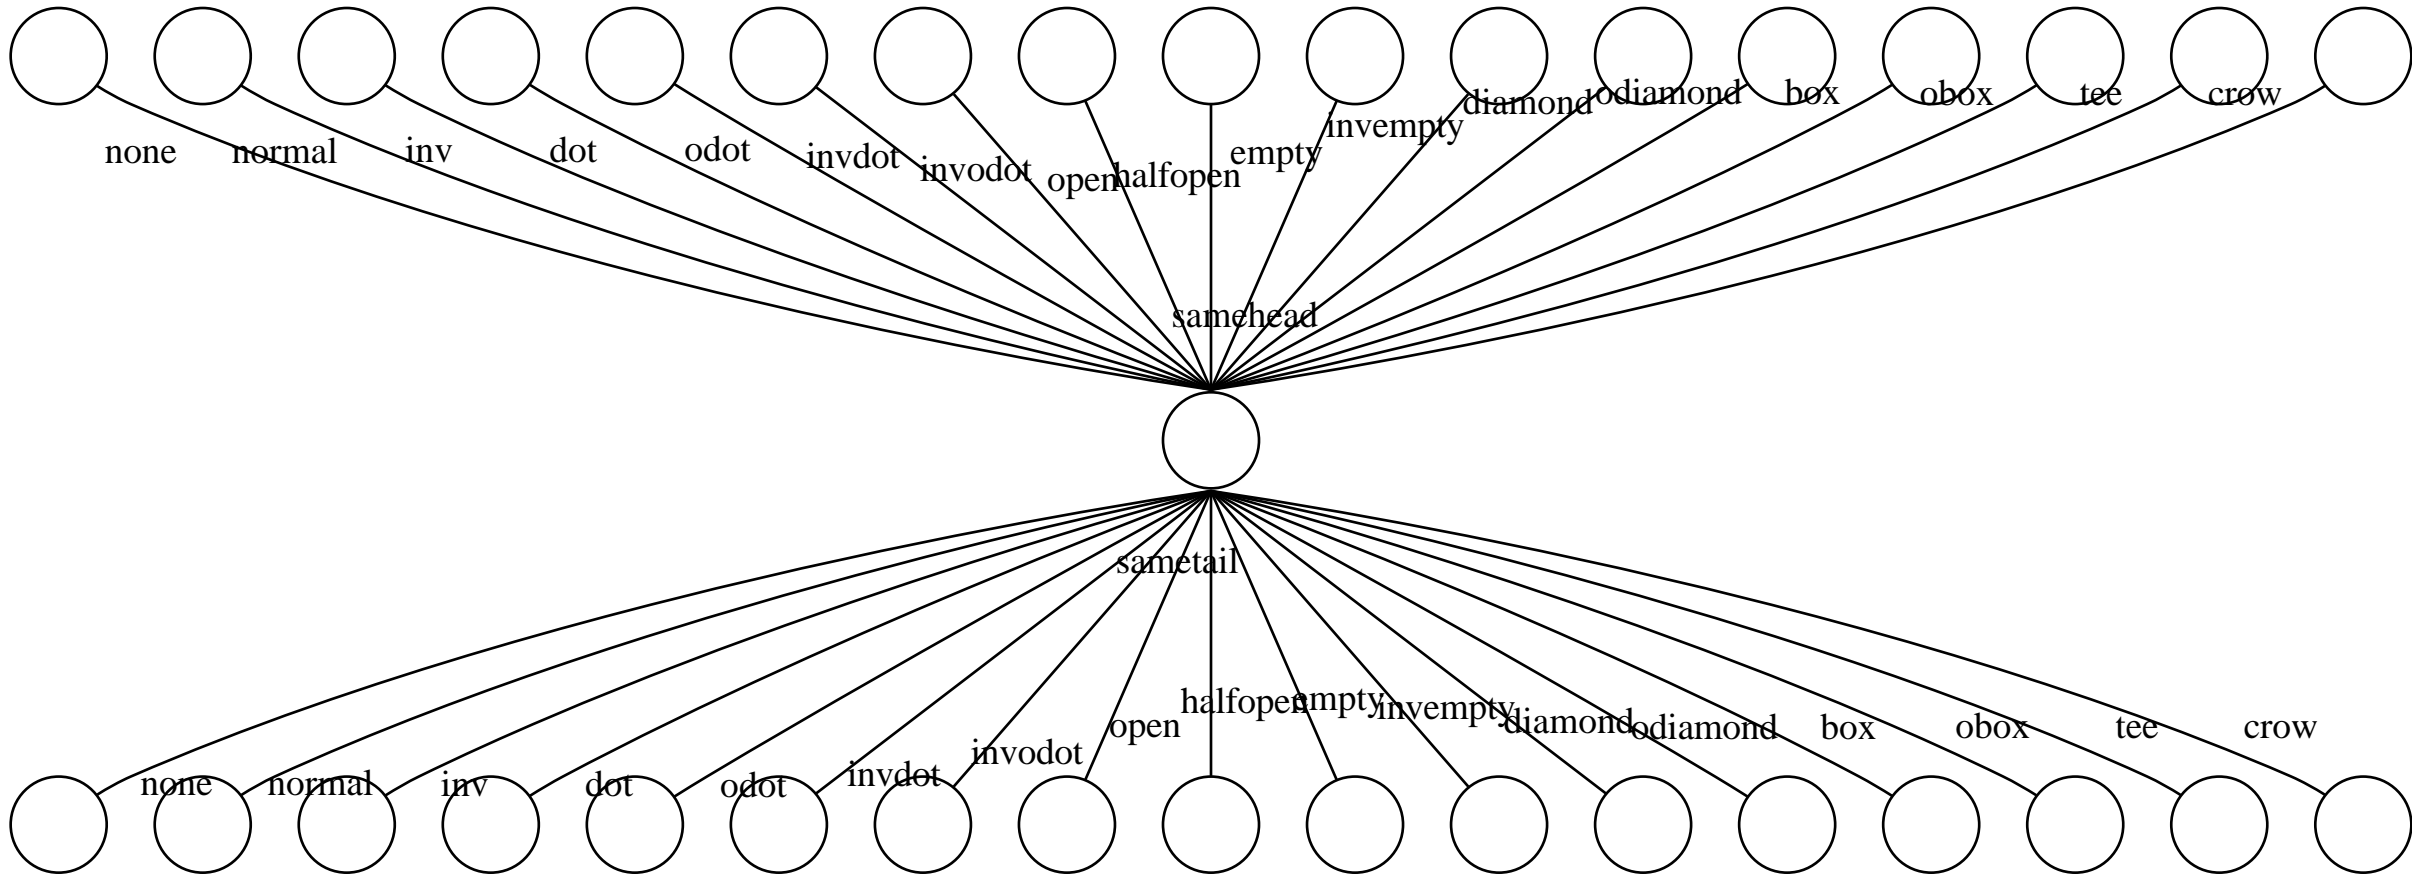 none
normal
inv
dot
odot
invdot
invodot
open
halfopen
empty
invempty
diamond
odiamond
box
obox
tee
crow
samehead
sametail
none
normal
inv
dot
odot
invdot
invodot
open
halfopen
empty
invempty
diamond
odiamond
box
obox
tee
crow